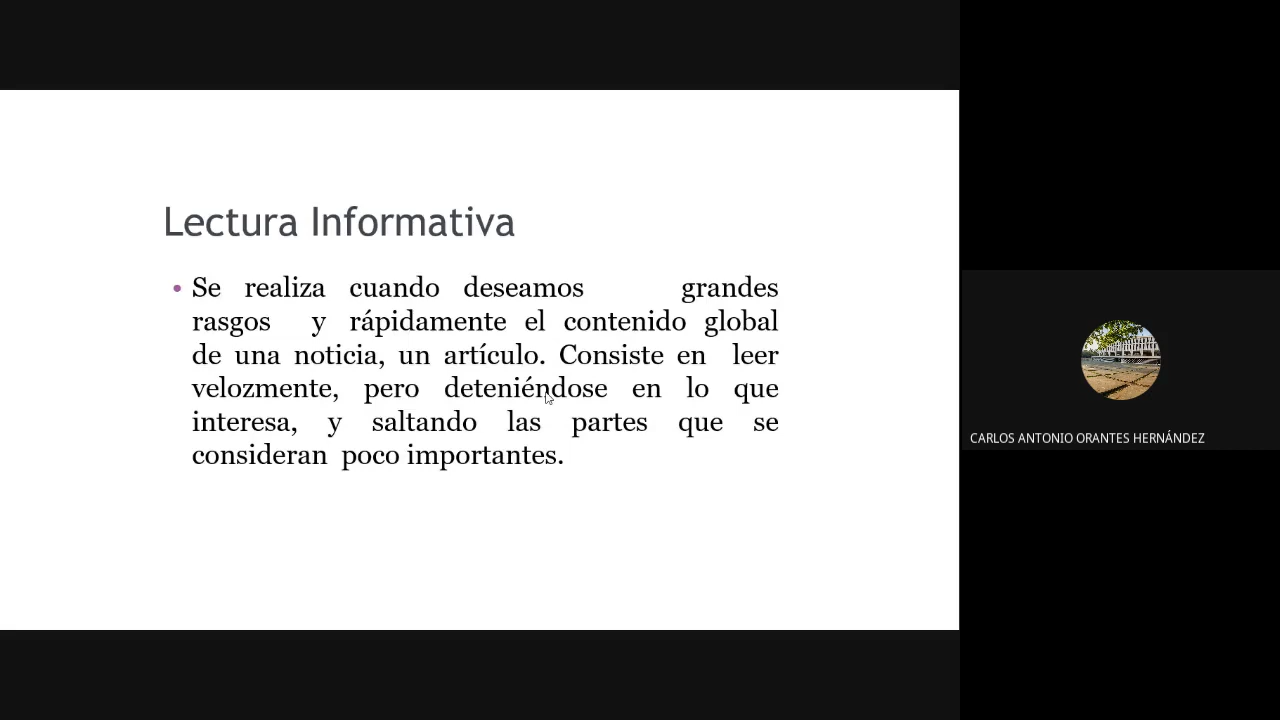 Lectura Informativa
• Se realiza cuando deseamos grandes
rasgos y rápidamente el contenido global
de una noticia, un artículo. Consiste en leer
velozmente, pero deteniéndose en lo que
interesa, y saltando las partes que se
consideran poco importantes.
CARLOS ANTONIO ORANTES HERNÁNDEZ